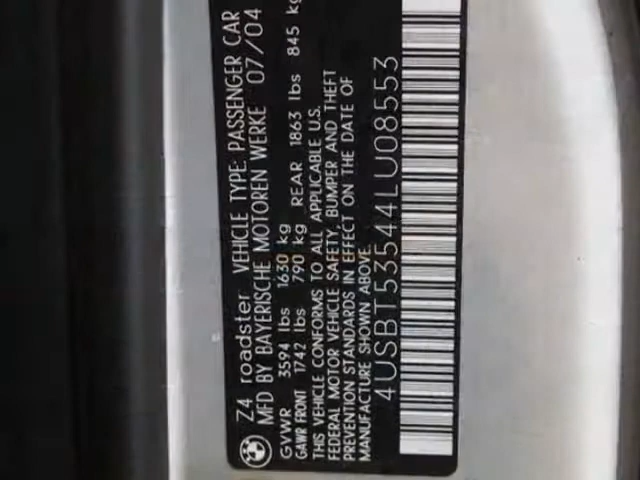 Z4 roadster VEHICLE TYPE: PASSENGER CAR
MFD BY BAYERISCHE MOTOREN WERKE 07/04
GVWR 3594 lbs 1630 kg
GAWR FRONT 1742 lbs 790 kg REAR 1863 lbs 845 kg
THIS VEHICLE CONFORMS TO ALL APPLICABLE U.S.
FEDERAL MOTOR VEHICLE SAFETY, BUMPER AND THEFT
PREVENTION STANDARDS IN EFFECT ON THE DATE OF
MANUFACTURE SHOWN ABOVE.
4USBT53544LU08553